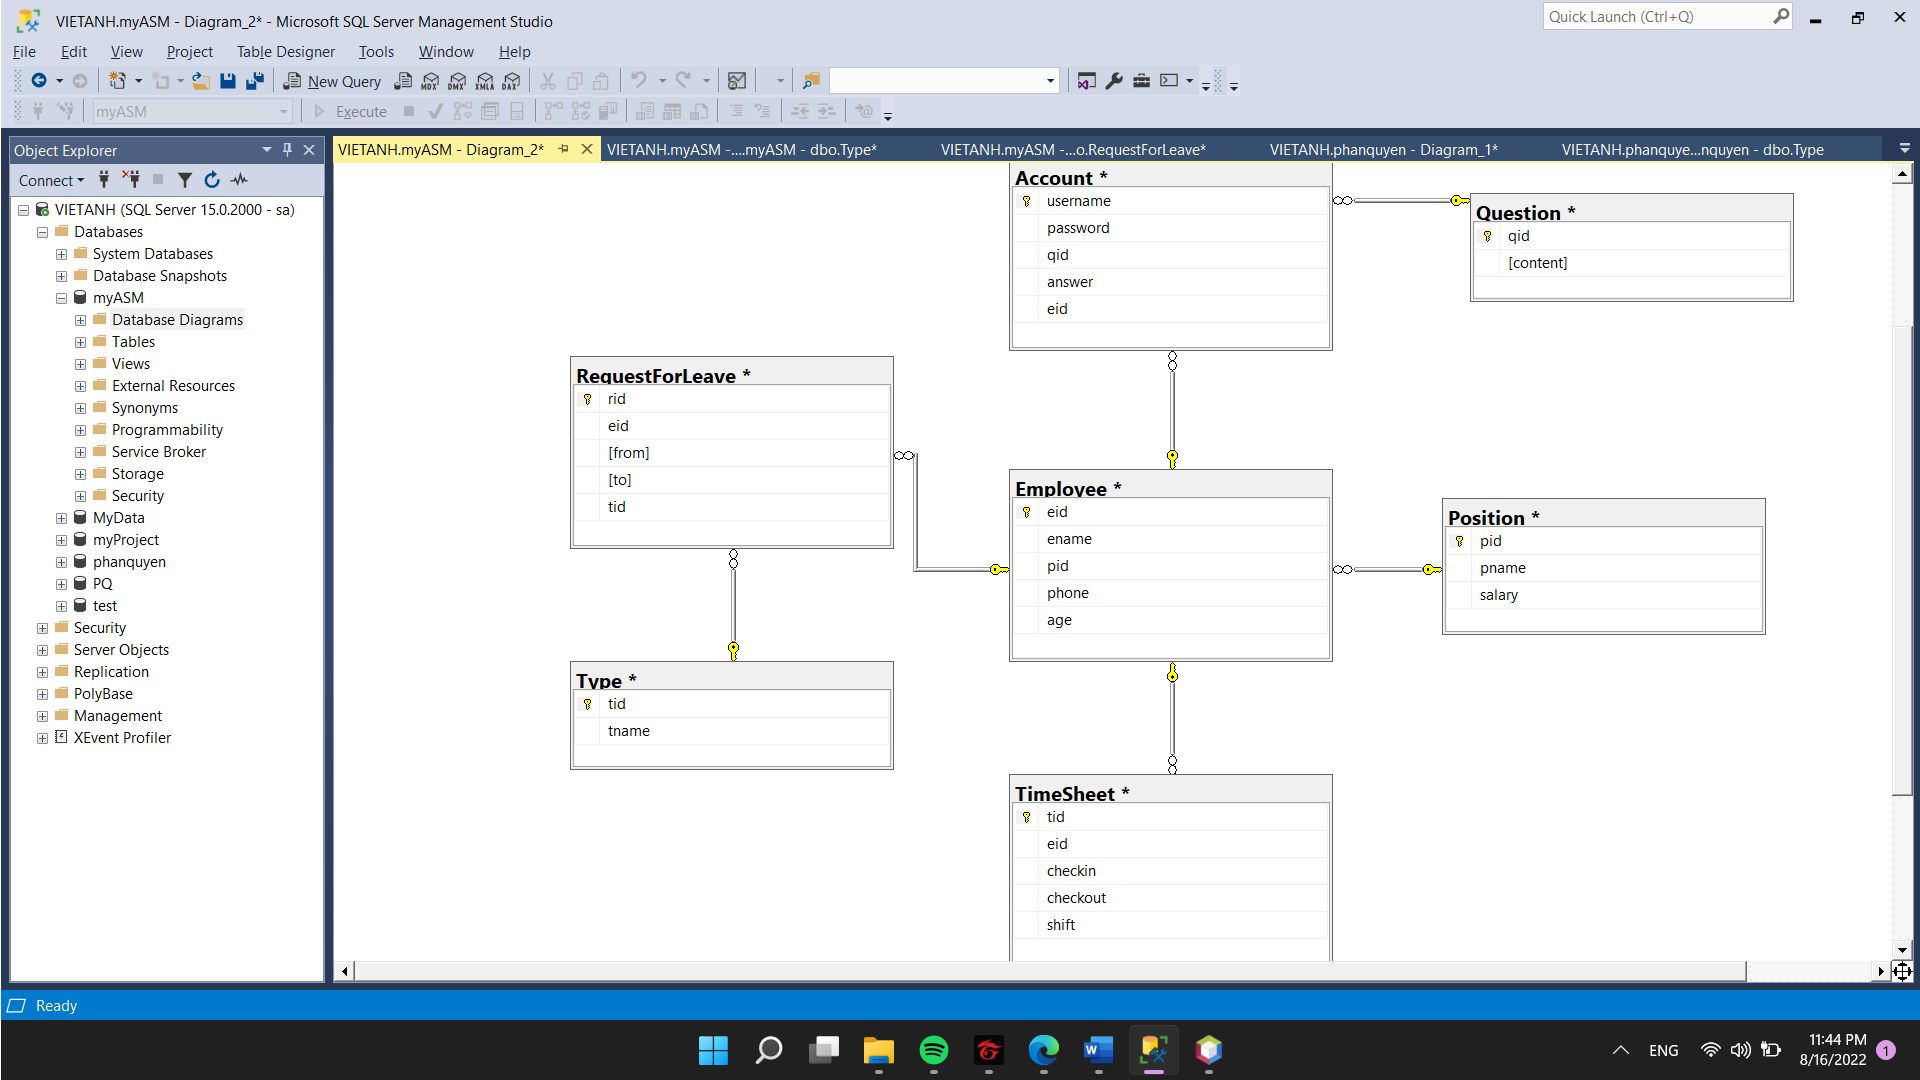 VIETANH.myASM - Diagram_2* - Microsoft SQL Server Management Studio
Quick Launch (Ctrl+Q)
File Edit View Project Table Designer Tools Window Help
New Query MDX DMX XMLA DAX
myASM Execute
Object Explorer
VIETANH.myASM - Diagram_2* VIETANH.myASM -....myASM - dbo.Type* VIETANH.myASM -...o.RequestForLeave* VIETANH.phanquyen - Diagram_1* VIETANH.phanquye...nquyen - dbo.Type
Connect
VIETANH (SQL Server 15.0.2000 - sa)
Databases
System Databases
Database Snapshots
myASM
Database Diagrams
Tables
Views
External Resources
Synonyms
Programmability
Service Broker
Storage
Security
MyData
myProject
phanquyen
PQ
test
Security
Server Objects
Replication
PolyBase
Management
XEvent Profiler
Account *
username
password
qid
answer
eid
Question *
qid
[content]
RequestForLeave *
rid
eid
[from]
[to]
tid
Employee *
eid
ename
pid
phone
age
Position *
pid
pname
salary
Type *
tid
tname
TimeSheet *
tid
eid
checkin
checkout
shift
Ready
ENG
11:44 PM
8/16/2022
1